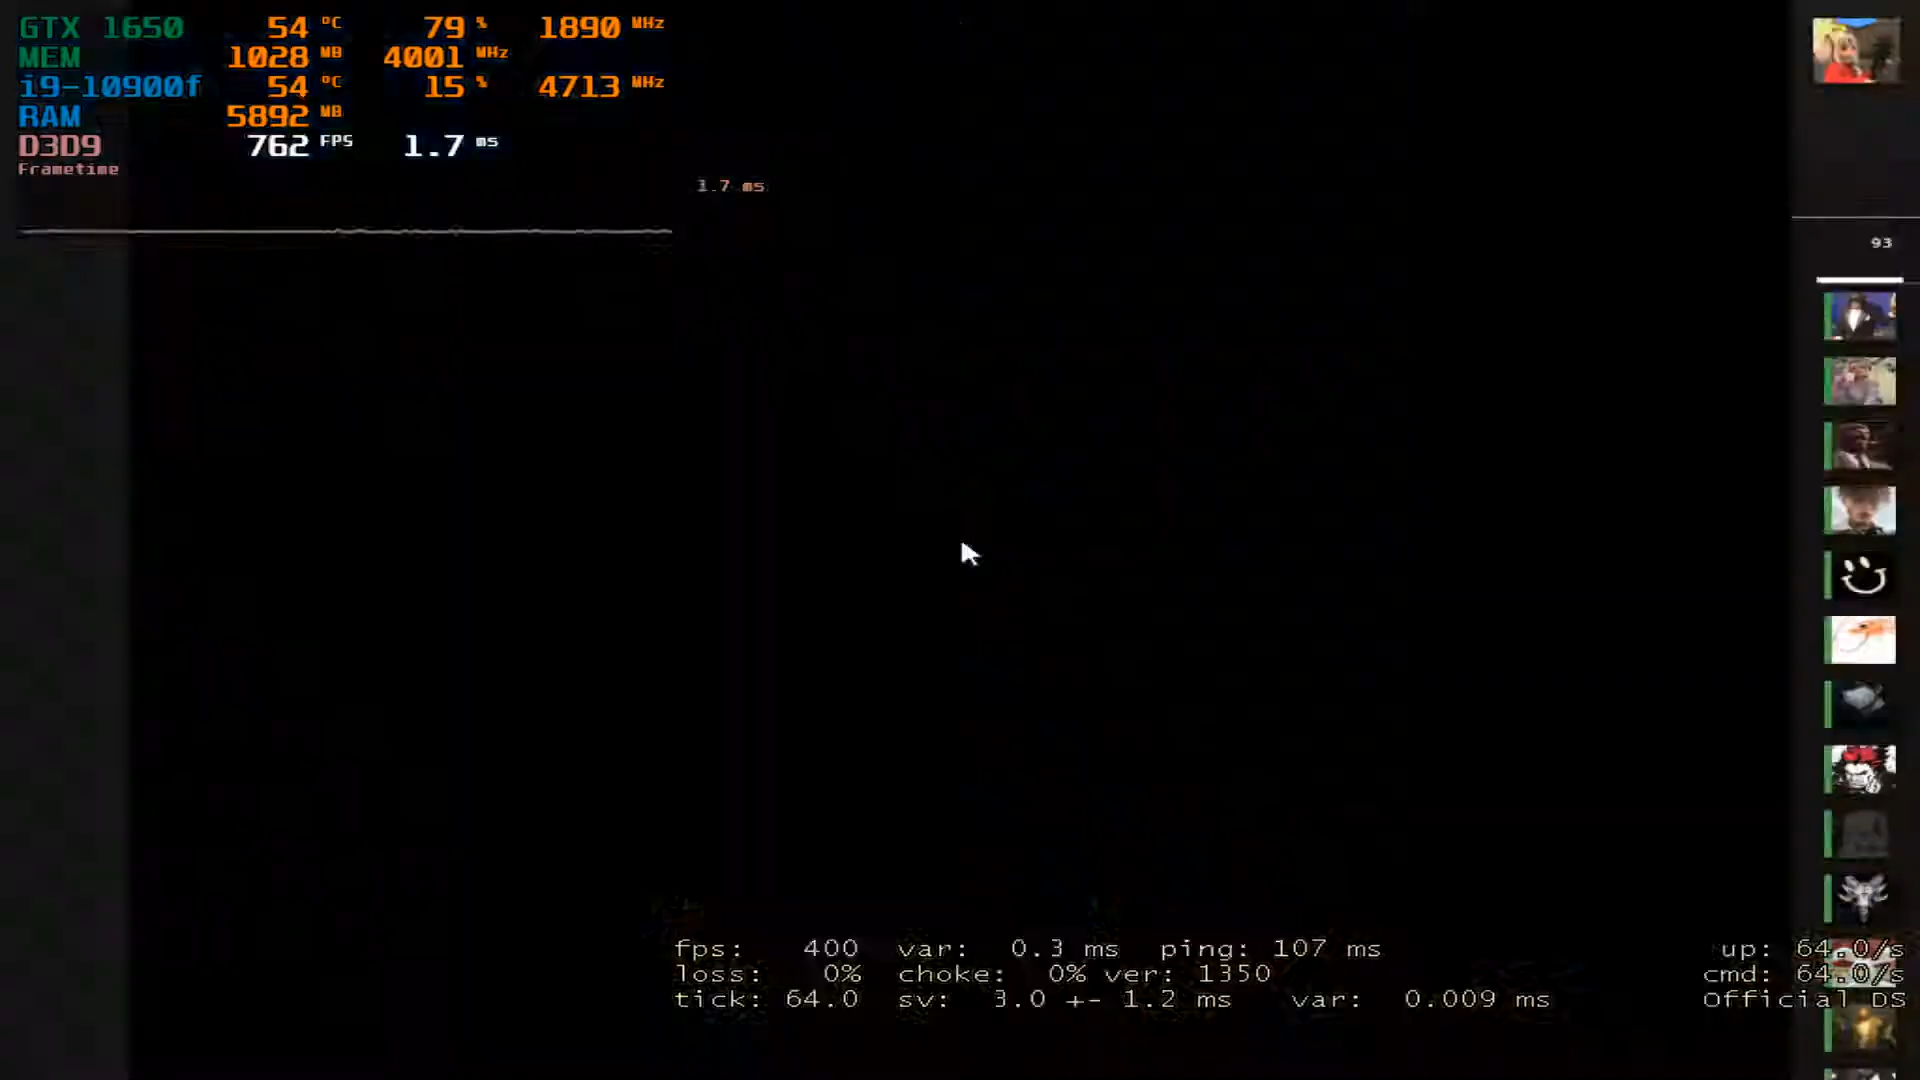 GTX 1650 54 °C 79 % 1890 MHz
MEM 1028 MB 4001 MHz
i9-10900f 54 °C 15 % 4713 MHz
RAM 5892 MB
D3D9 762 FPS 1.7 ms
Frametime
1.7 ms
93
fps: 400 var: 0.3 ms ping: 107 ms up: 64.0/s
loss: 0% choke: 0% ver: 1350 cmd: 64.0/s
tick: 64.0 sv: 3.0 +- 1.2 ms var: 0.009 ms Official DS